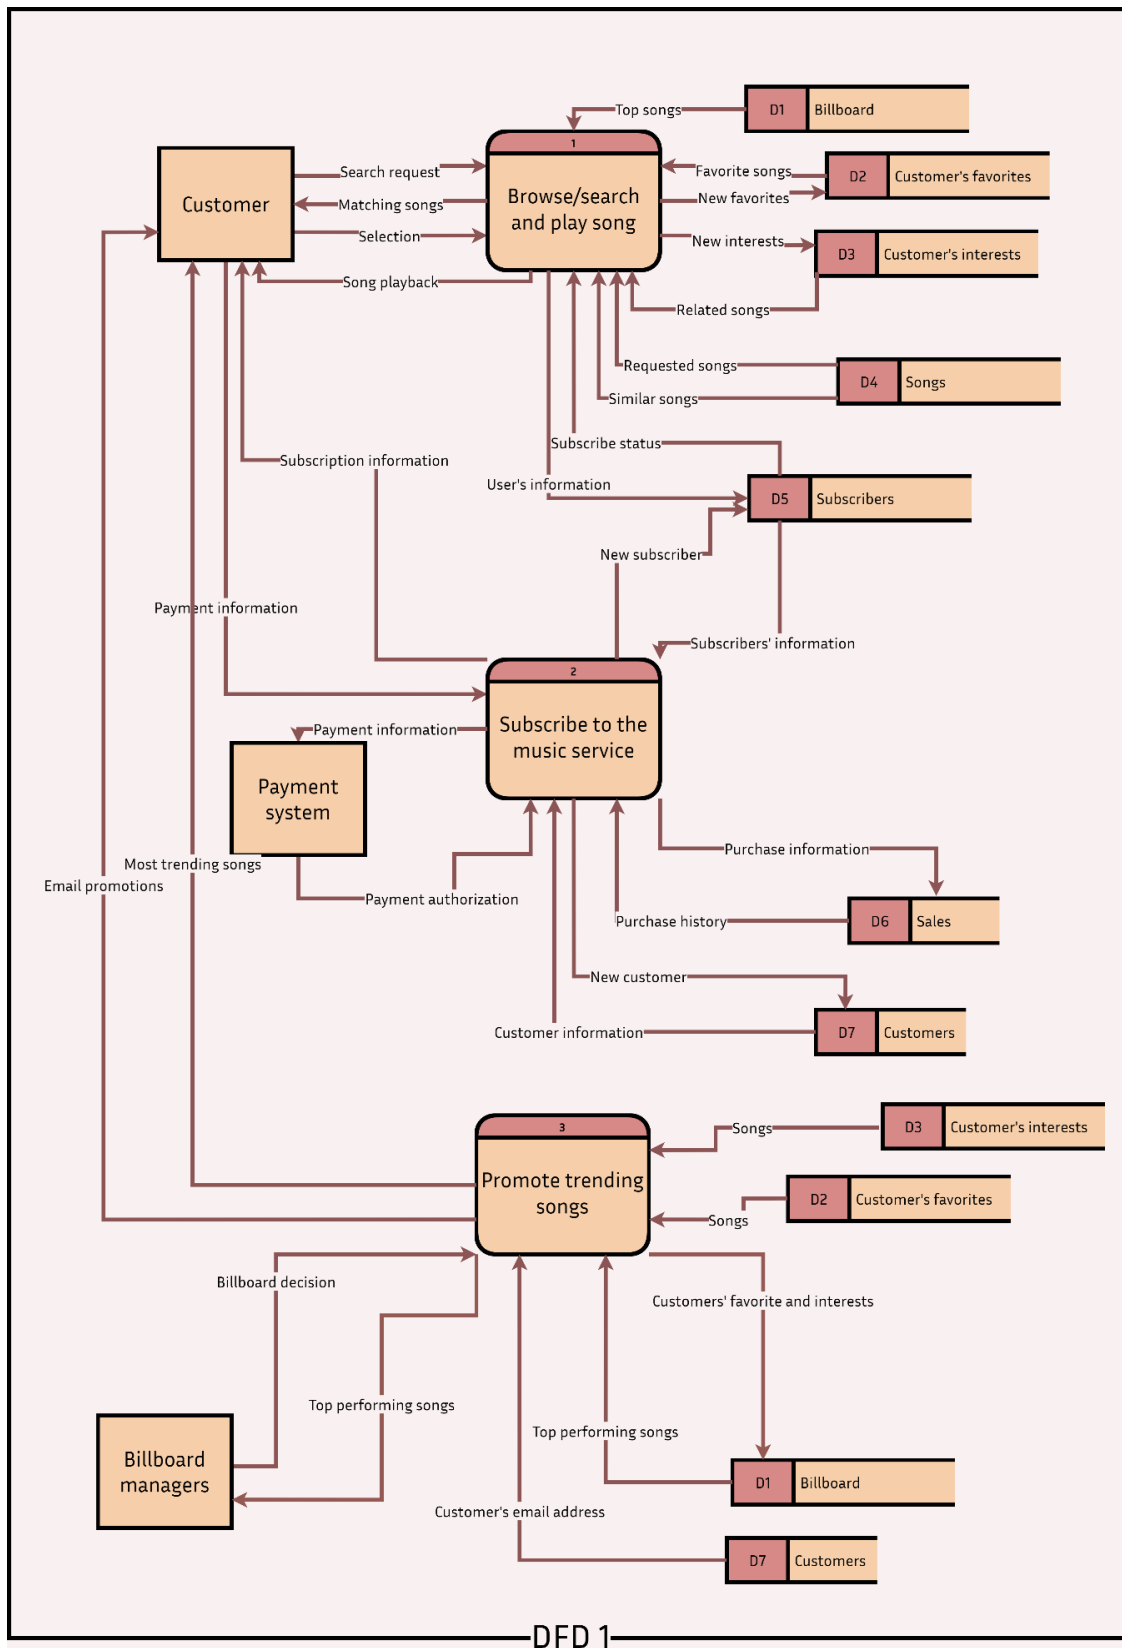 Top songs
D1
Billboard
1
Customer
Search request
Matching songs
Selection
Song playback
Browse/search
and play song
Favorite songs
New favorites
D2
Customer's favorites
New interests
D3
Customer's interests
Related songs
Requested songs
Similar songs
D4
Songs
Subscribe status
Subscription information
User's information
D5
Subscribers
New subscriber
Payment information
Subscribers' information
2
Subscribe to the
music service
Payment information
Payment
system
Purchase information
Most trending songs
Email promotions
Payment authorization
Purchase history
D6
Sales
New customer
Customer information
D7
Customers
3
Promote trending
songs
Songs
D3
Customer's interests
Songs
D2
Customer's favorites
Billboard decision
Customers' favorite and interests
Top performing songs
Top performing songs
Billboard
managers
D1
Billboard
Customer's email address
D7
Customers
DFD 1